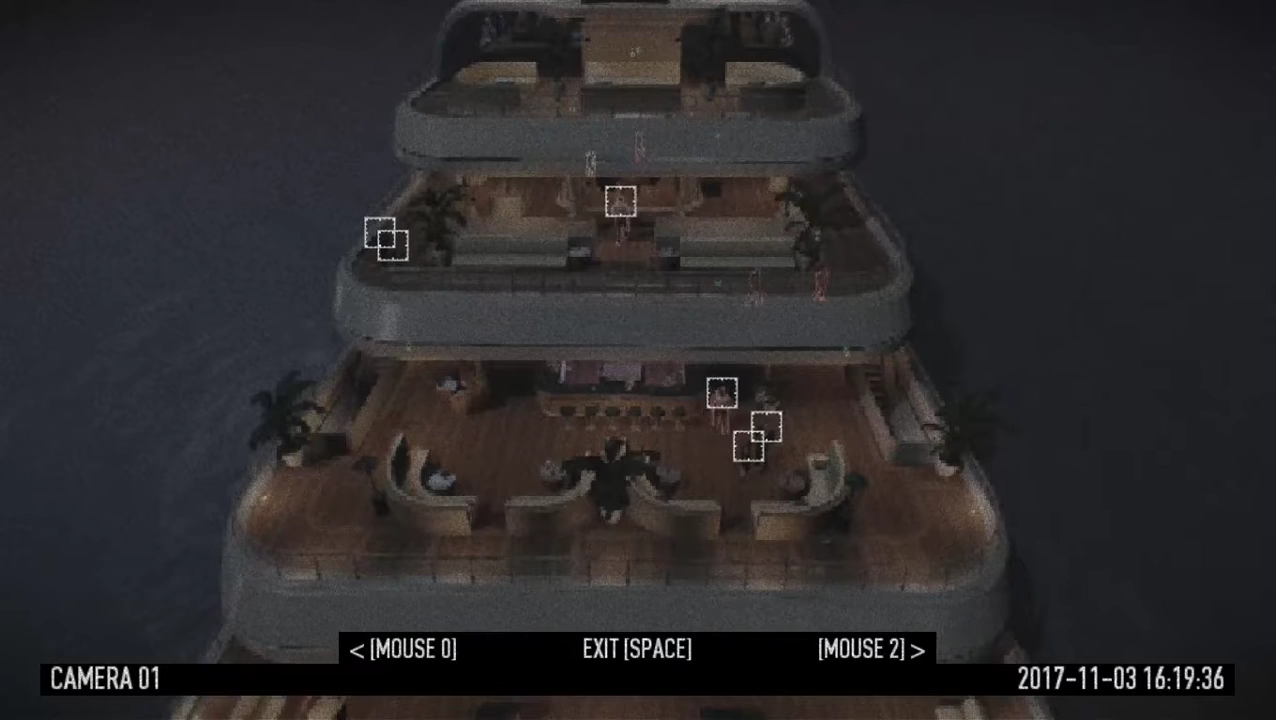 < [MOUSE 0] EXIT [SPACE] [MOUSE 2] >
CAMERA 01 2017-11-03 16:19:36